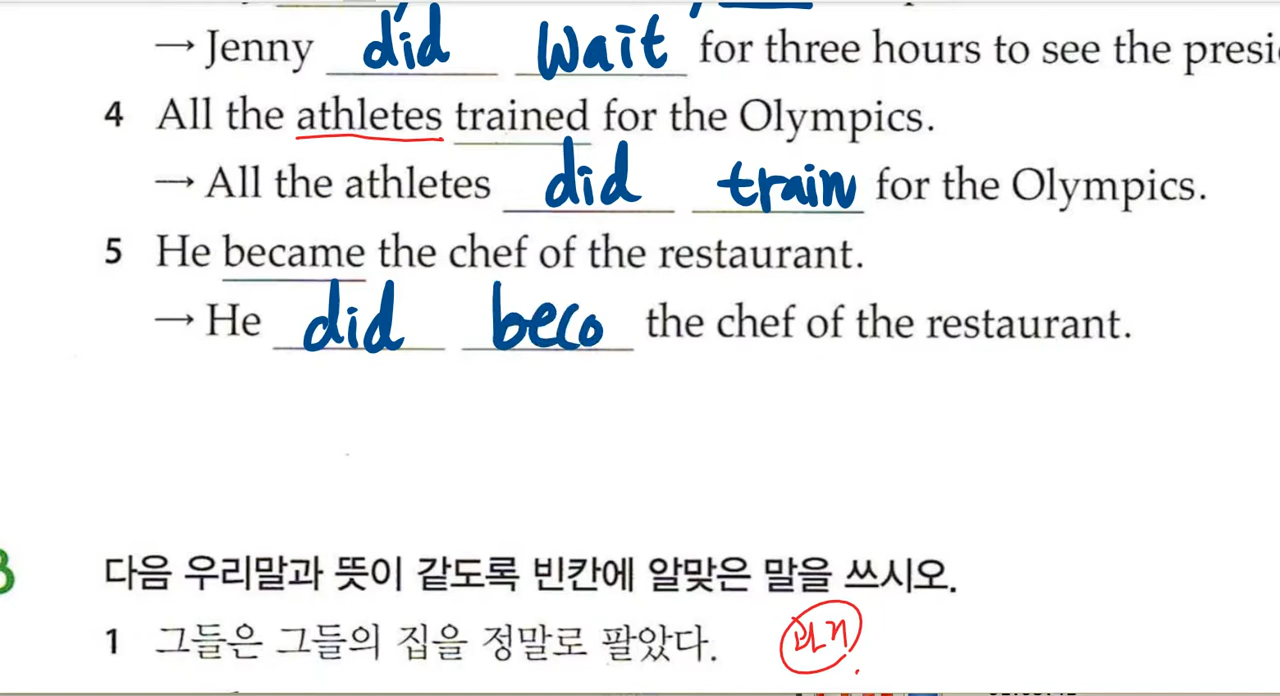 → Jenny did wait for three hours to see the presi
4 All the athletes trained for the Olympics.
→ All the athletes did train for the Olympics.
5 He became the chef of the restaurant.
→ He did beco the chef of the restaurant.
B 다음 우리말과 뜻이 같도록 빈칸에 알맞은 말을 쓰시오.
1 그들은 그들의 집을 정말로 팔았다. 과거